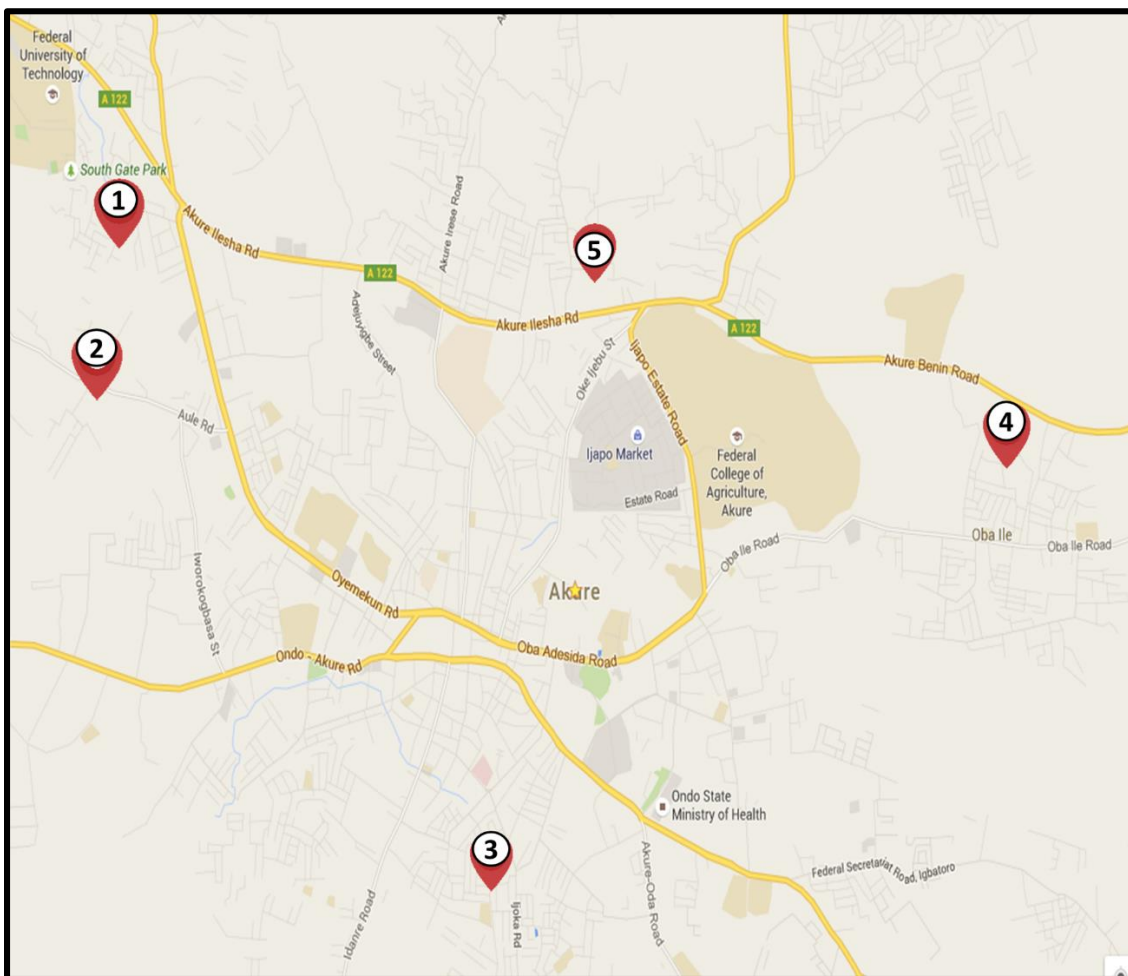 Federal
University of
Technology
A 122
South Gate Park
1
Akure Ilesha Rd
Akure Irese Road
5
A 122
Adejuyigbe Street
Akure Ilesha Rd
A 122
2
Oke Ijebu St
Ijapo Estate Road
Akure Benin Road
Aule Rd
4
Ijapo Market
Federal
College of
Agriculture,
Akure
Estate Road
Oba Ile Road
Oba Ile
Oba Ile Road
Iworokogbasa St
Oyemekun Rd
Akure
Oba Adesida Road
Ondo - Akure Rd
Ondo State
Ministry of Health
3
Akure-Oda Road
Federal Secretariat Road, Igbatoro
Idanre Road
Ijoka Rd